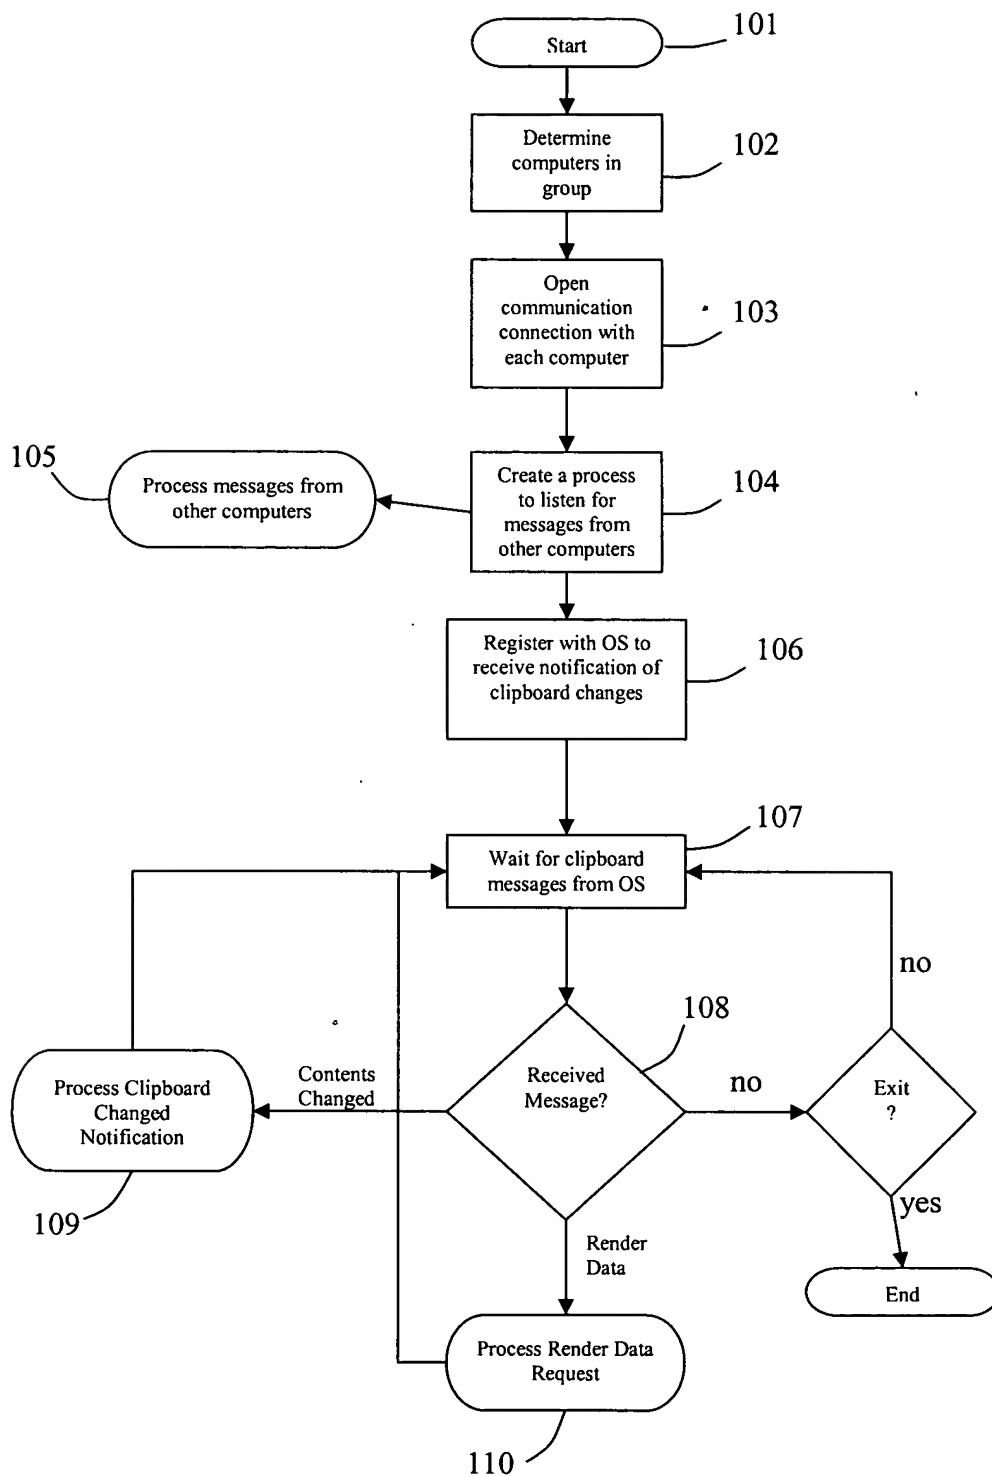 Start
101
Determine
computers in
group
102
Open
communication
connection with
each computer
103
Create a process
to listen for
messages from
other computers
104
Process messages from
other computers
105
Register with OS to
receive notification of
clipboard changes
106
Wait for clipboard
messages from OS
107
Received
Message?
108
Contents
Changed
Process Clipboard
Changed
Notification
109
no
Exit
?
no
yes
End
Render
Data
Process Render Data
Request
110